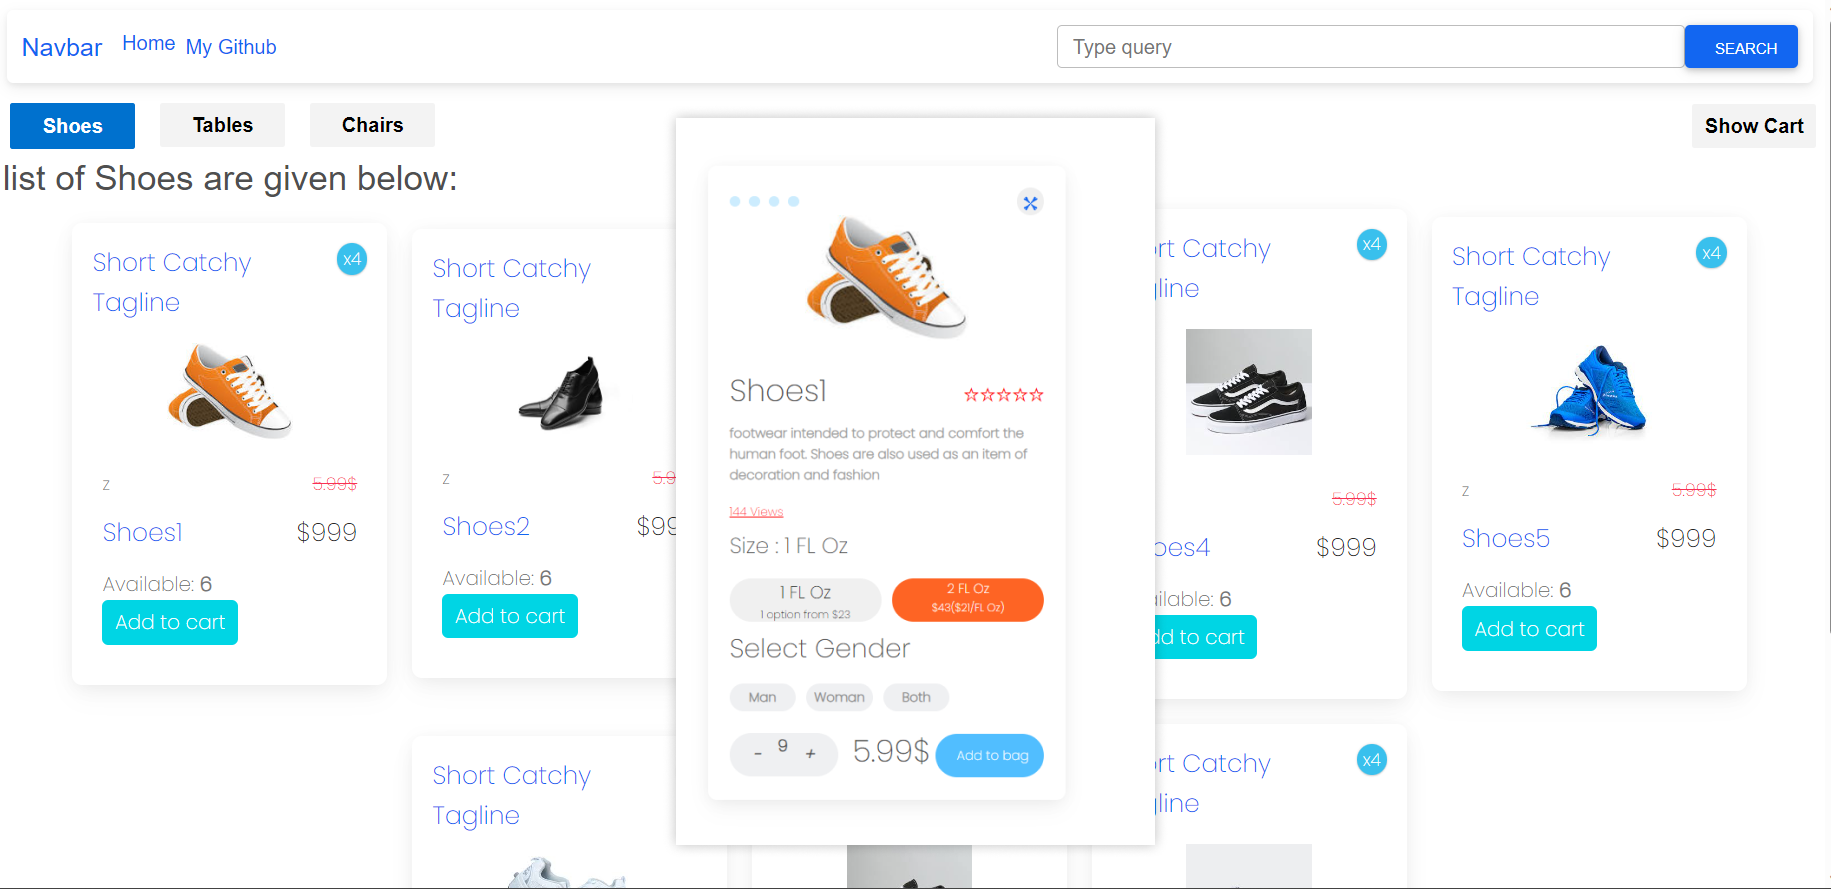 Navbar Home My Github Type query SEARCH
Shoes Tables Chairs Show Cart
list of Shoes are given below:
Short Catchy
Tagline
x4
z 5.99$
Shoes1 $999
Available: 6
Add to cart
Short Catchy
Tagline
z 5.9
Shoes2 $99
Available: 6
Add to cart
Shoes1 ☆☆☆☆☆
footwear intended to protect and comfort the
human foot. Shoes are also used as an item of
decoration and fashion
144 Views
Size : 1 FL Oz
1 FL Oz
1 option from $23
2 FL Oz
$43($21/FL Oz)
Select Gender
Man Woman Both
- 9 + 5.99$ Add to bag
rt Catchy
line
x4
5.99$
oes4 $999
ilable: 6
dd to cart
Short Catchy
Tagline
x4
z 5.99$
Shoes5 $999
Available: 6
Add to cart
Short Catchy
Tagline
rt Catchy
line
x4